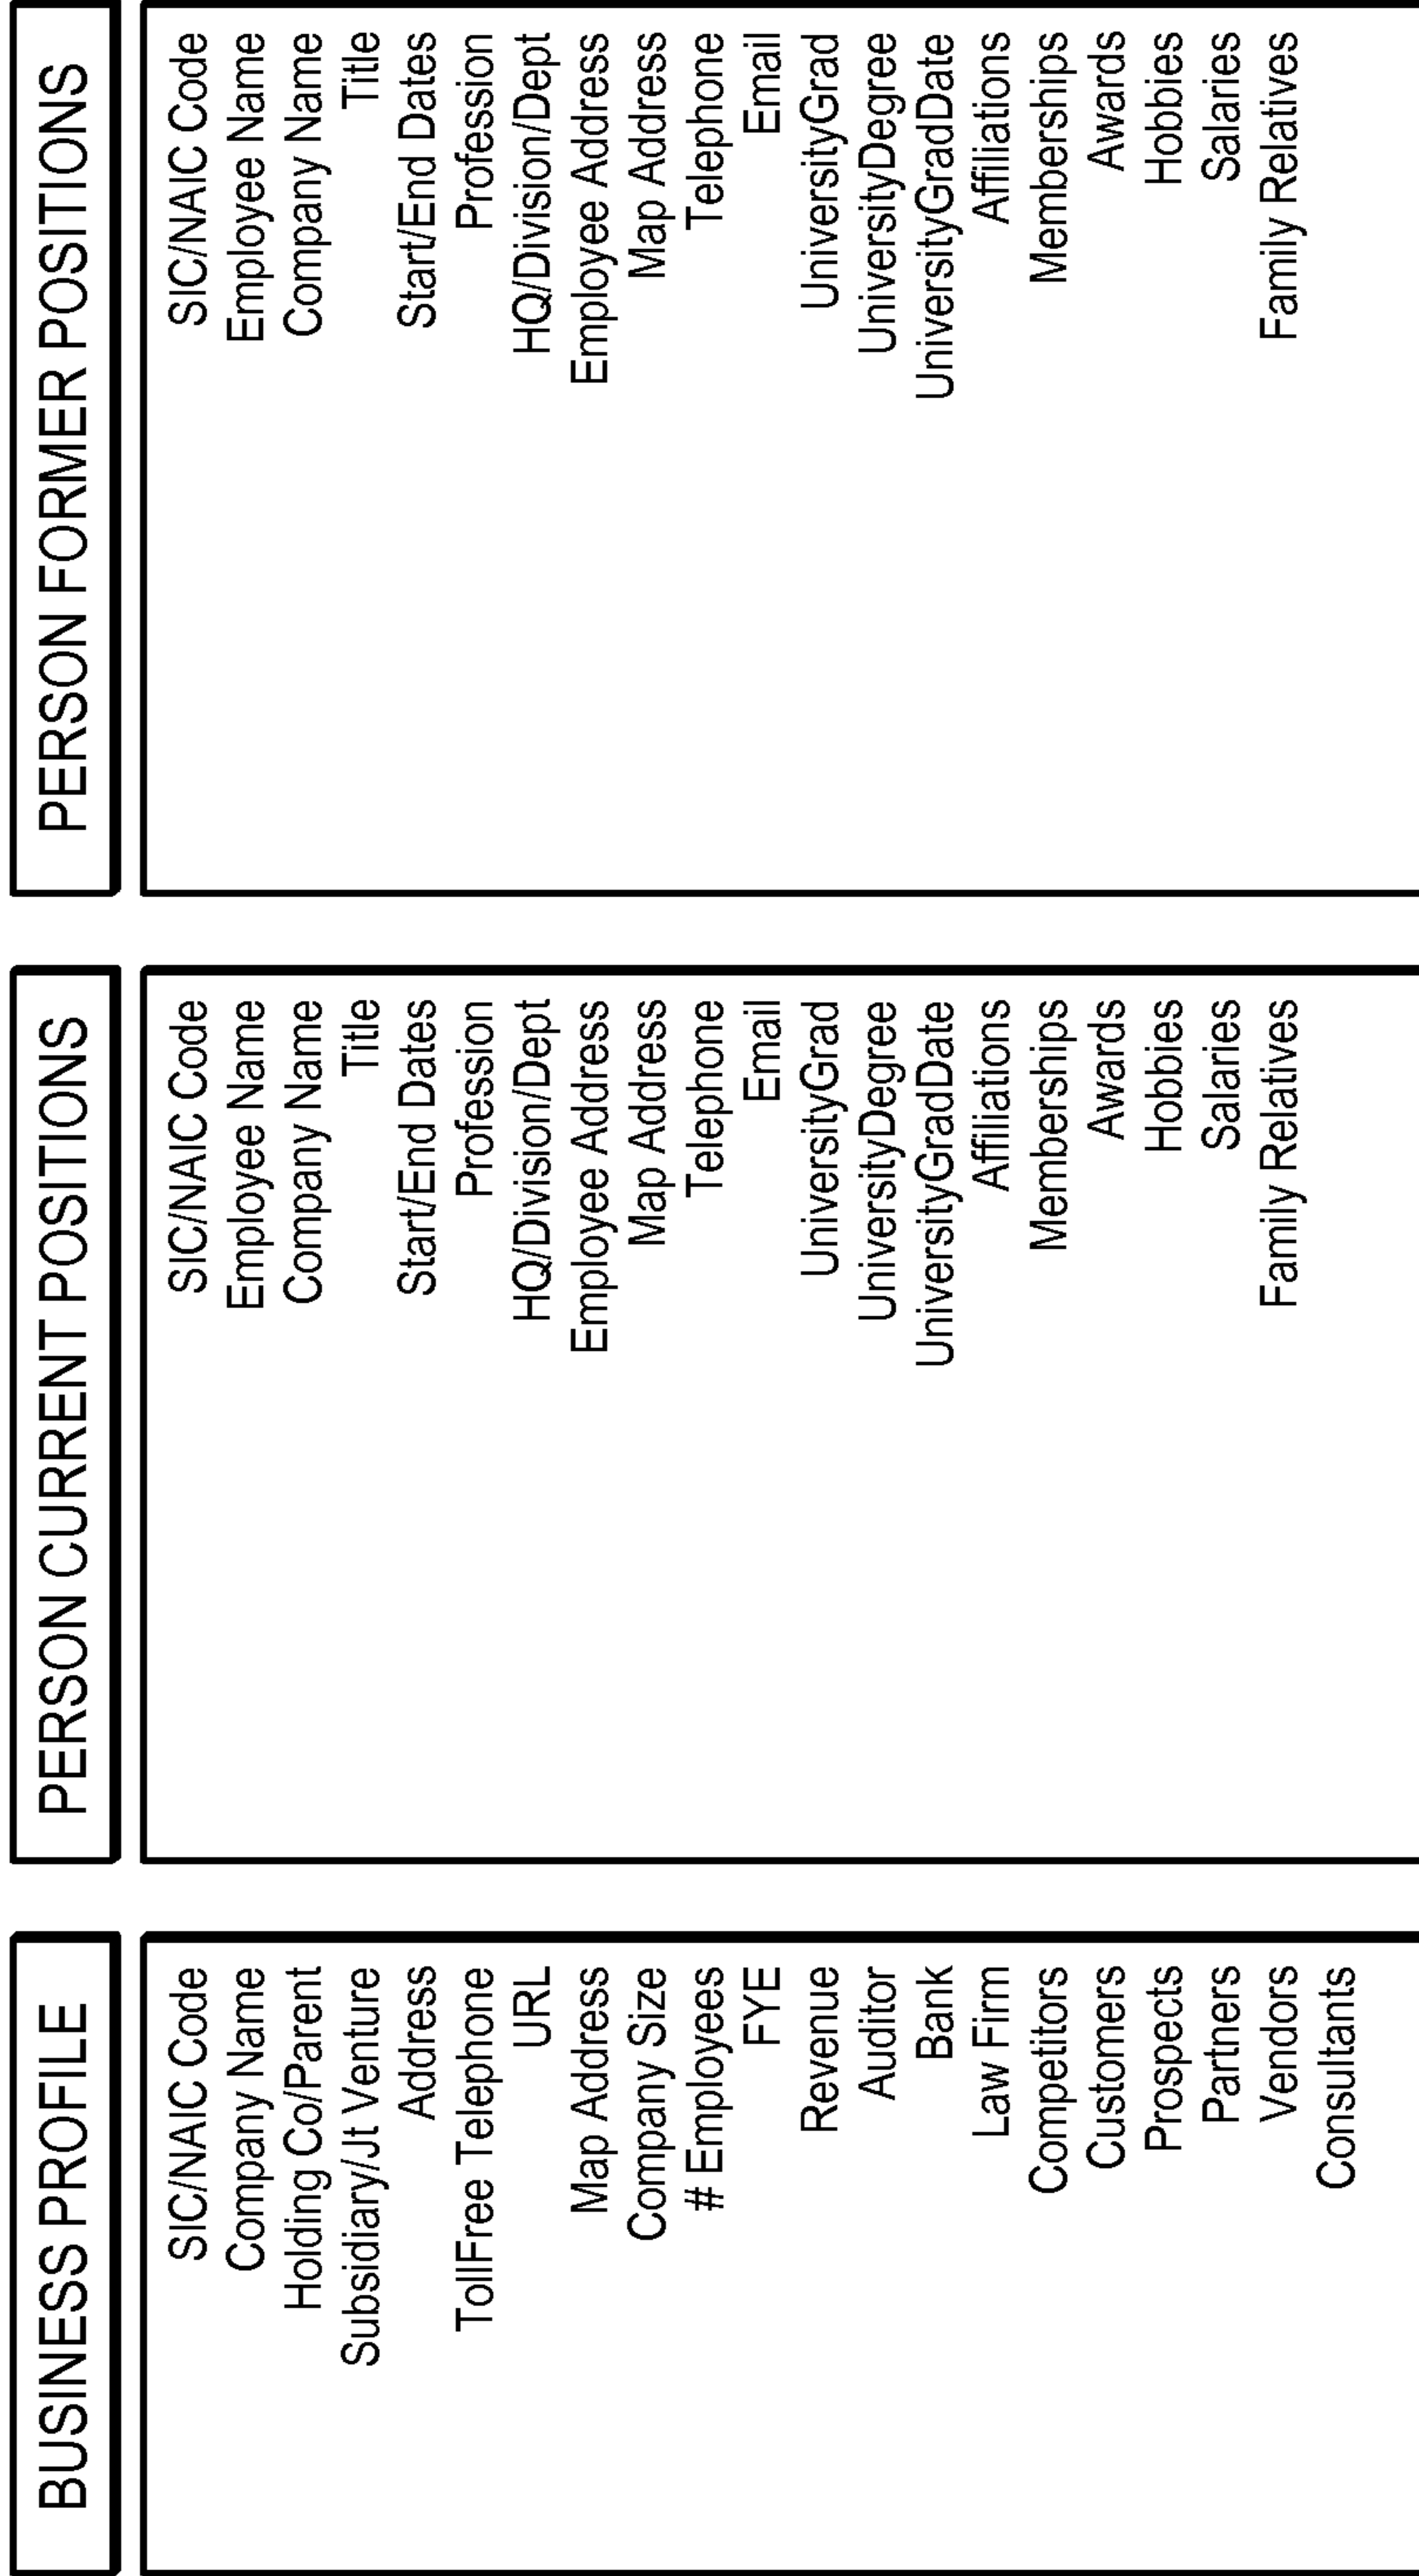 BUSINESS PROFILE
SIC/NAIC Code
Company Name
Holding Co/Parent
Subsidiary/Jt Venture
Address
TollFree Telephone
URL
Map Address
Company Size
# Employees
FYE
Revenue
Auditor
Bank
Law Firm
Competitors
Customers
Prospects
Partners
Vendors
Consultants
PERSON CURRENT POSITIONS
SIC/NAIC Code
Employee Name
Company Name
Title
Start/End Dates
Profession
HQ/Division/Dept
Employee Address
Map Address
Telephone
Email
UniversityGrad
UniversityDegree
UniversityGradDate
Affiliations
Memberships
Awards
Hobbies
Salaries
Family Relatives
PERSON FORMER POSITIONS
SIC/NAIC Code
Employee Name
Company Name
Title
Start/End Dates
Profession
HQ/Division/Dept
Employee Address
Map Address
Telephone
Email
UniversityGrad
UniversityDegree
UniversityGradDate
Affiliations
Memberships
Awards
Hobbies
Salaries
Family Relatives